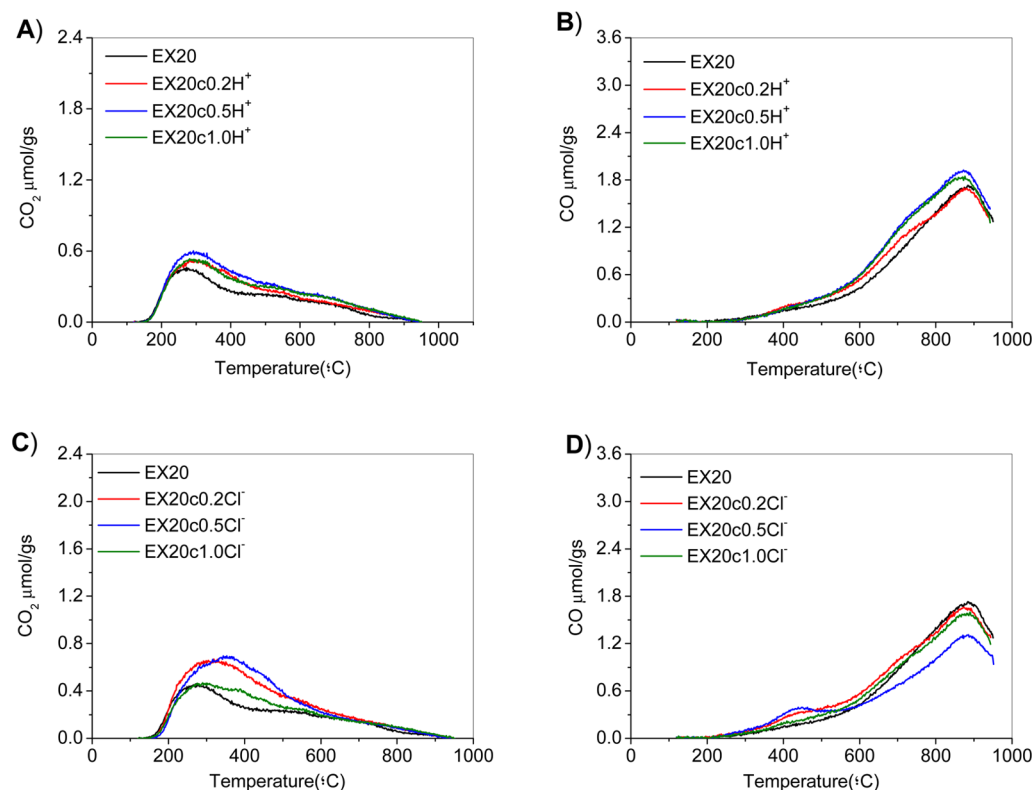 A)
2.4
1.8
1.2
0.6
0.0
CO₂ µmol/gs
EX20
EX20c0.2H⁺
EX20c0.5H⁺
EX20c1.0H⁺
0 200 400 600 800 1000
Temperature(؛C)
B)
3.6
3.0
2.4
1.8
1.2
0.6
0.0
CO µmol/gs
EX20
EX20c0.2H⁺
EX20c0.5H⁺
EX20c1.0H⁺
0 200 400 600 800 1000
Temperature(؛C)
C)
2.4
2.0
1.6
1.2
0.8
0.4
0.0
CO₂ µmol/gs
EX20
EX20c0.2Cl⁻
EX20c0.5Cl⁻
EX20c1.0Cl⁻
0 200 400 600 800 1000
Temperature(؛C)
D)
3.6
3.0
2.4
1.8
1.2
0.6
0.0
CO µmol/gs
EX20
EX20c0.2Cl⁻
EX20c0.5Cl⁻
EX20c1.0Cl⁻
0 200 400 600 800 1000
Temperature(؛C)